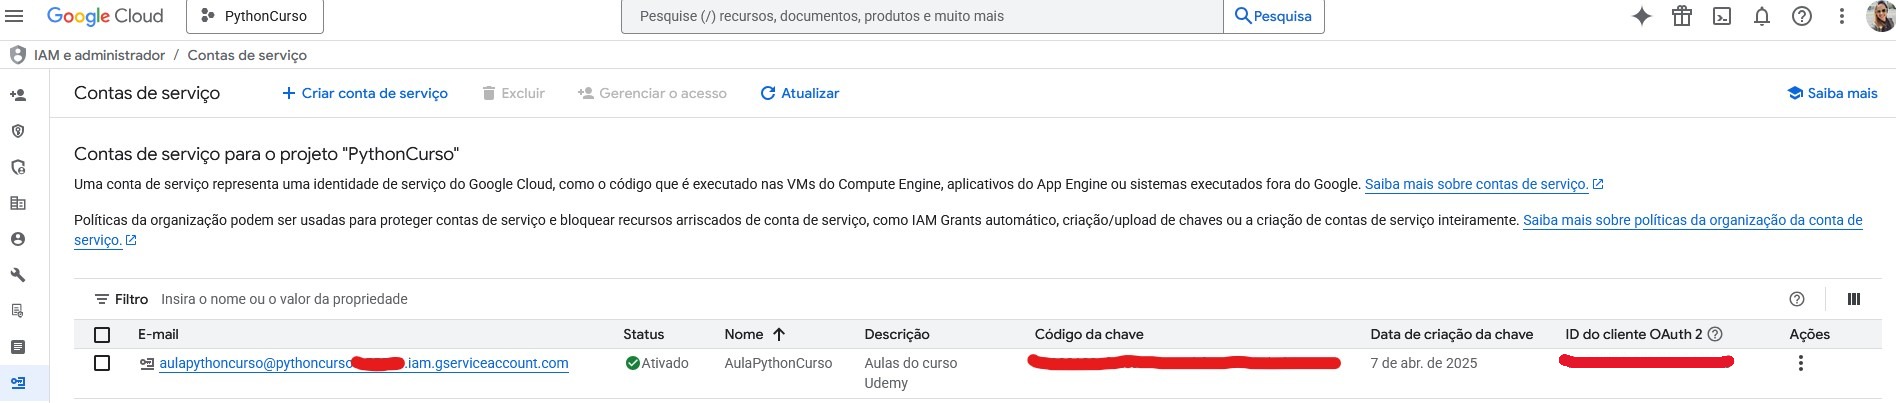 Google Cloud
PythonCurso
Pesquise (/) recursos, documentos, produtos e muito mais
Pesquisa
IAM e administrador / Contas de serviço
Contas de serviço
+ Criar conta de serviço
Excluir
Gerenciar o acesso
Atualizar
Saiba mais
Contas de serviço para o projeto "PythonCurso"
Uma conta de serviço representa uma identidade de serviço do Google Cloud, como o código que é executado nas VMs do Compute Engine, aplicativos do App Engine ou sistemas executados fora do Google. Saiba mais sobre contas de serviço.
Políticas da organização podem ser usadas para proteger contas de serviço e bloquear recursos arriscados de conta de serviço, como IAM Grants automático, criação/upload de chaves ou a criação de contas de serviço inteiramente. Saiba mais sobre políticas da organização da conta de
serviço.
Filtro Insira o nome ou o valor da propriedade
E-mail Status Nome Descrição Código da chave Data de criação da chave ID do cliente OAuth 2 Ações
aulapythoncurso@pythoncurso .iam.gserviceaccount.com Ativado AulaPythonCurso Aulas do curso 7 de abr. de 2025
Udemy